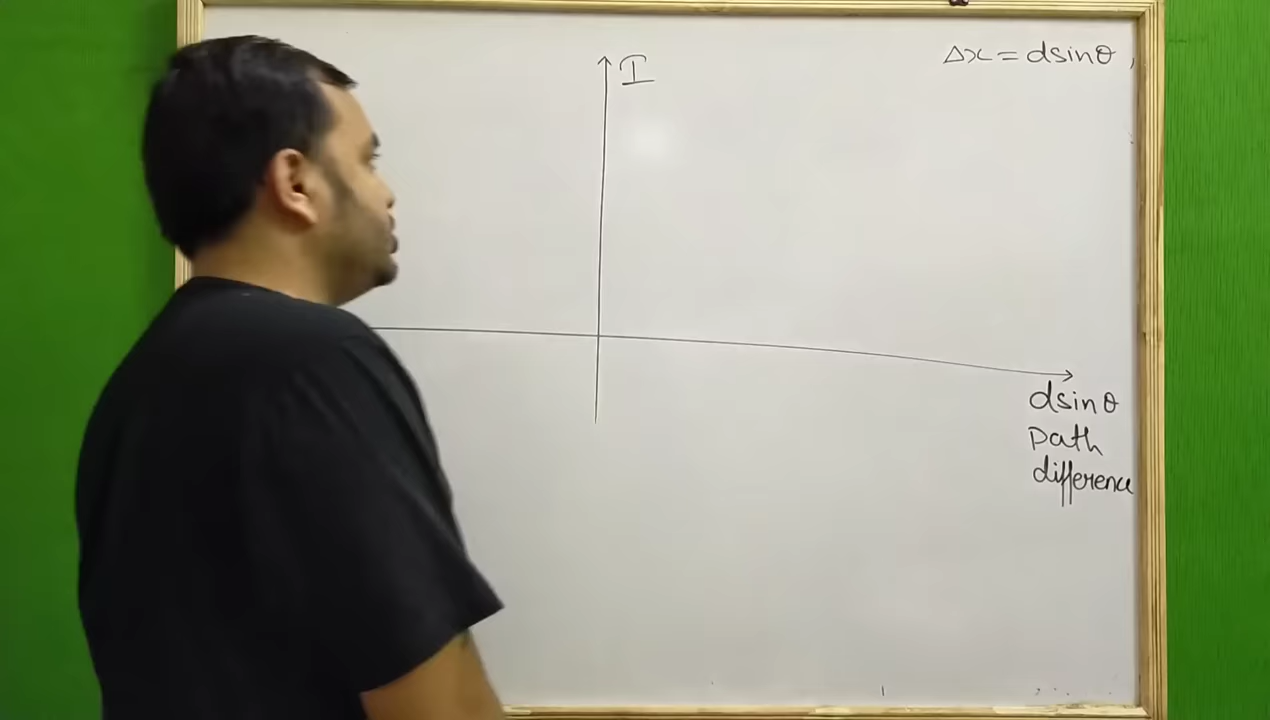 I
Δx = dsinθ,
dsinθ
path
difference